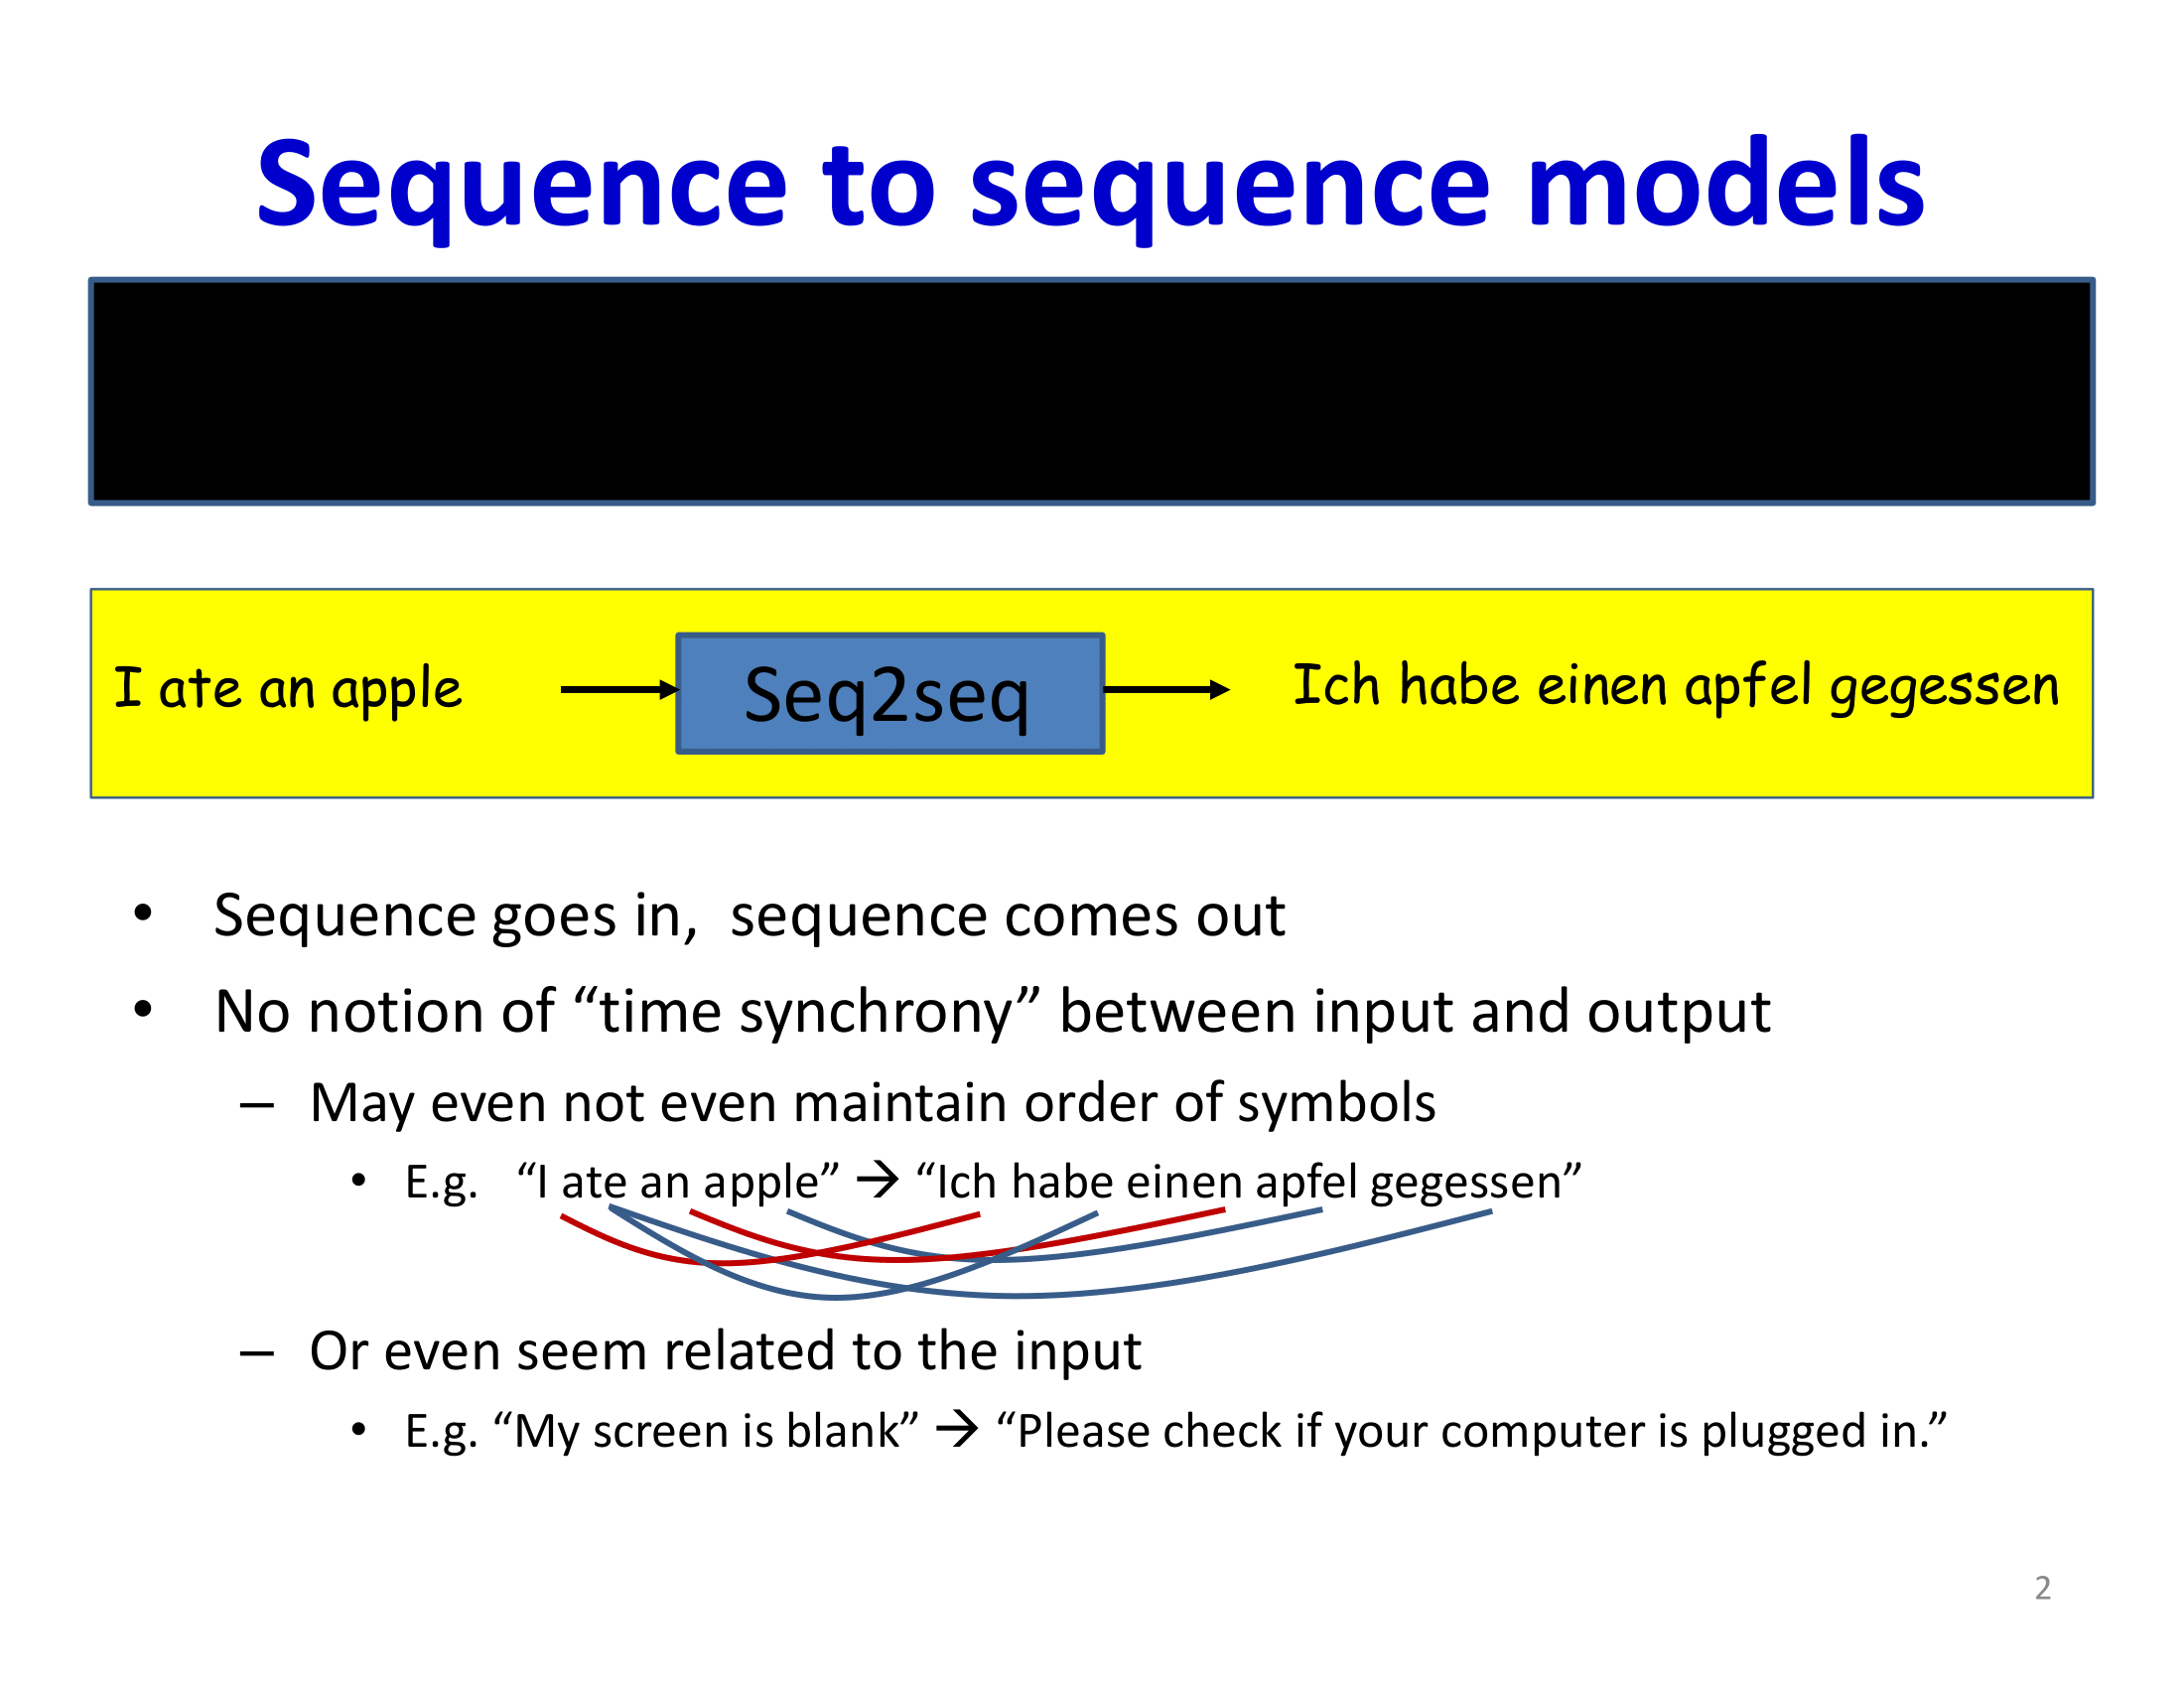 Sequence to sequence models
I ate an apple
Seq2seq
Ich habe einen apfel gegessen
• Sequence goes in, sequence comes out
• No notion of “time synchrony” between input and output
– May even not even maintain order of symbols
• E.g. “I ate an apple” → “Ich habe einen apfel gegessen”
– Or even seem related to the input
• E.g. “My screen is blank” → “Please check if your computer is plugged in.”
2